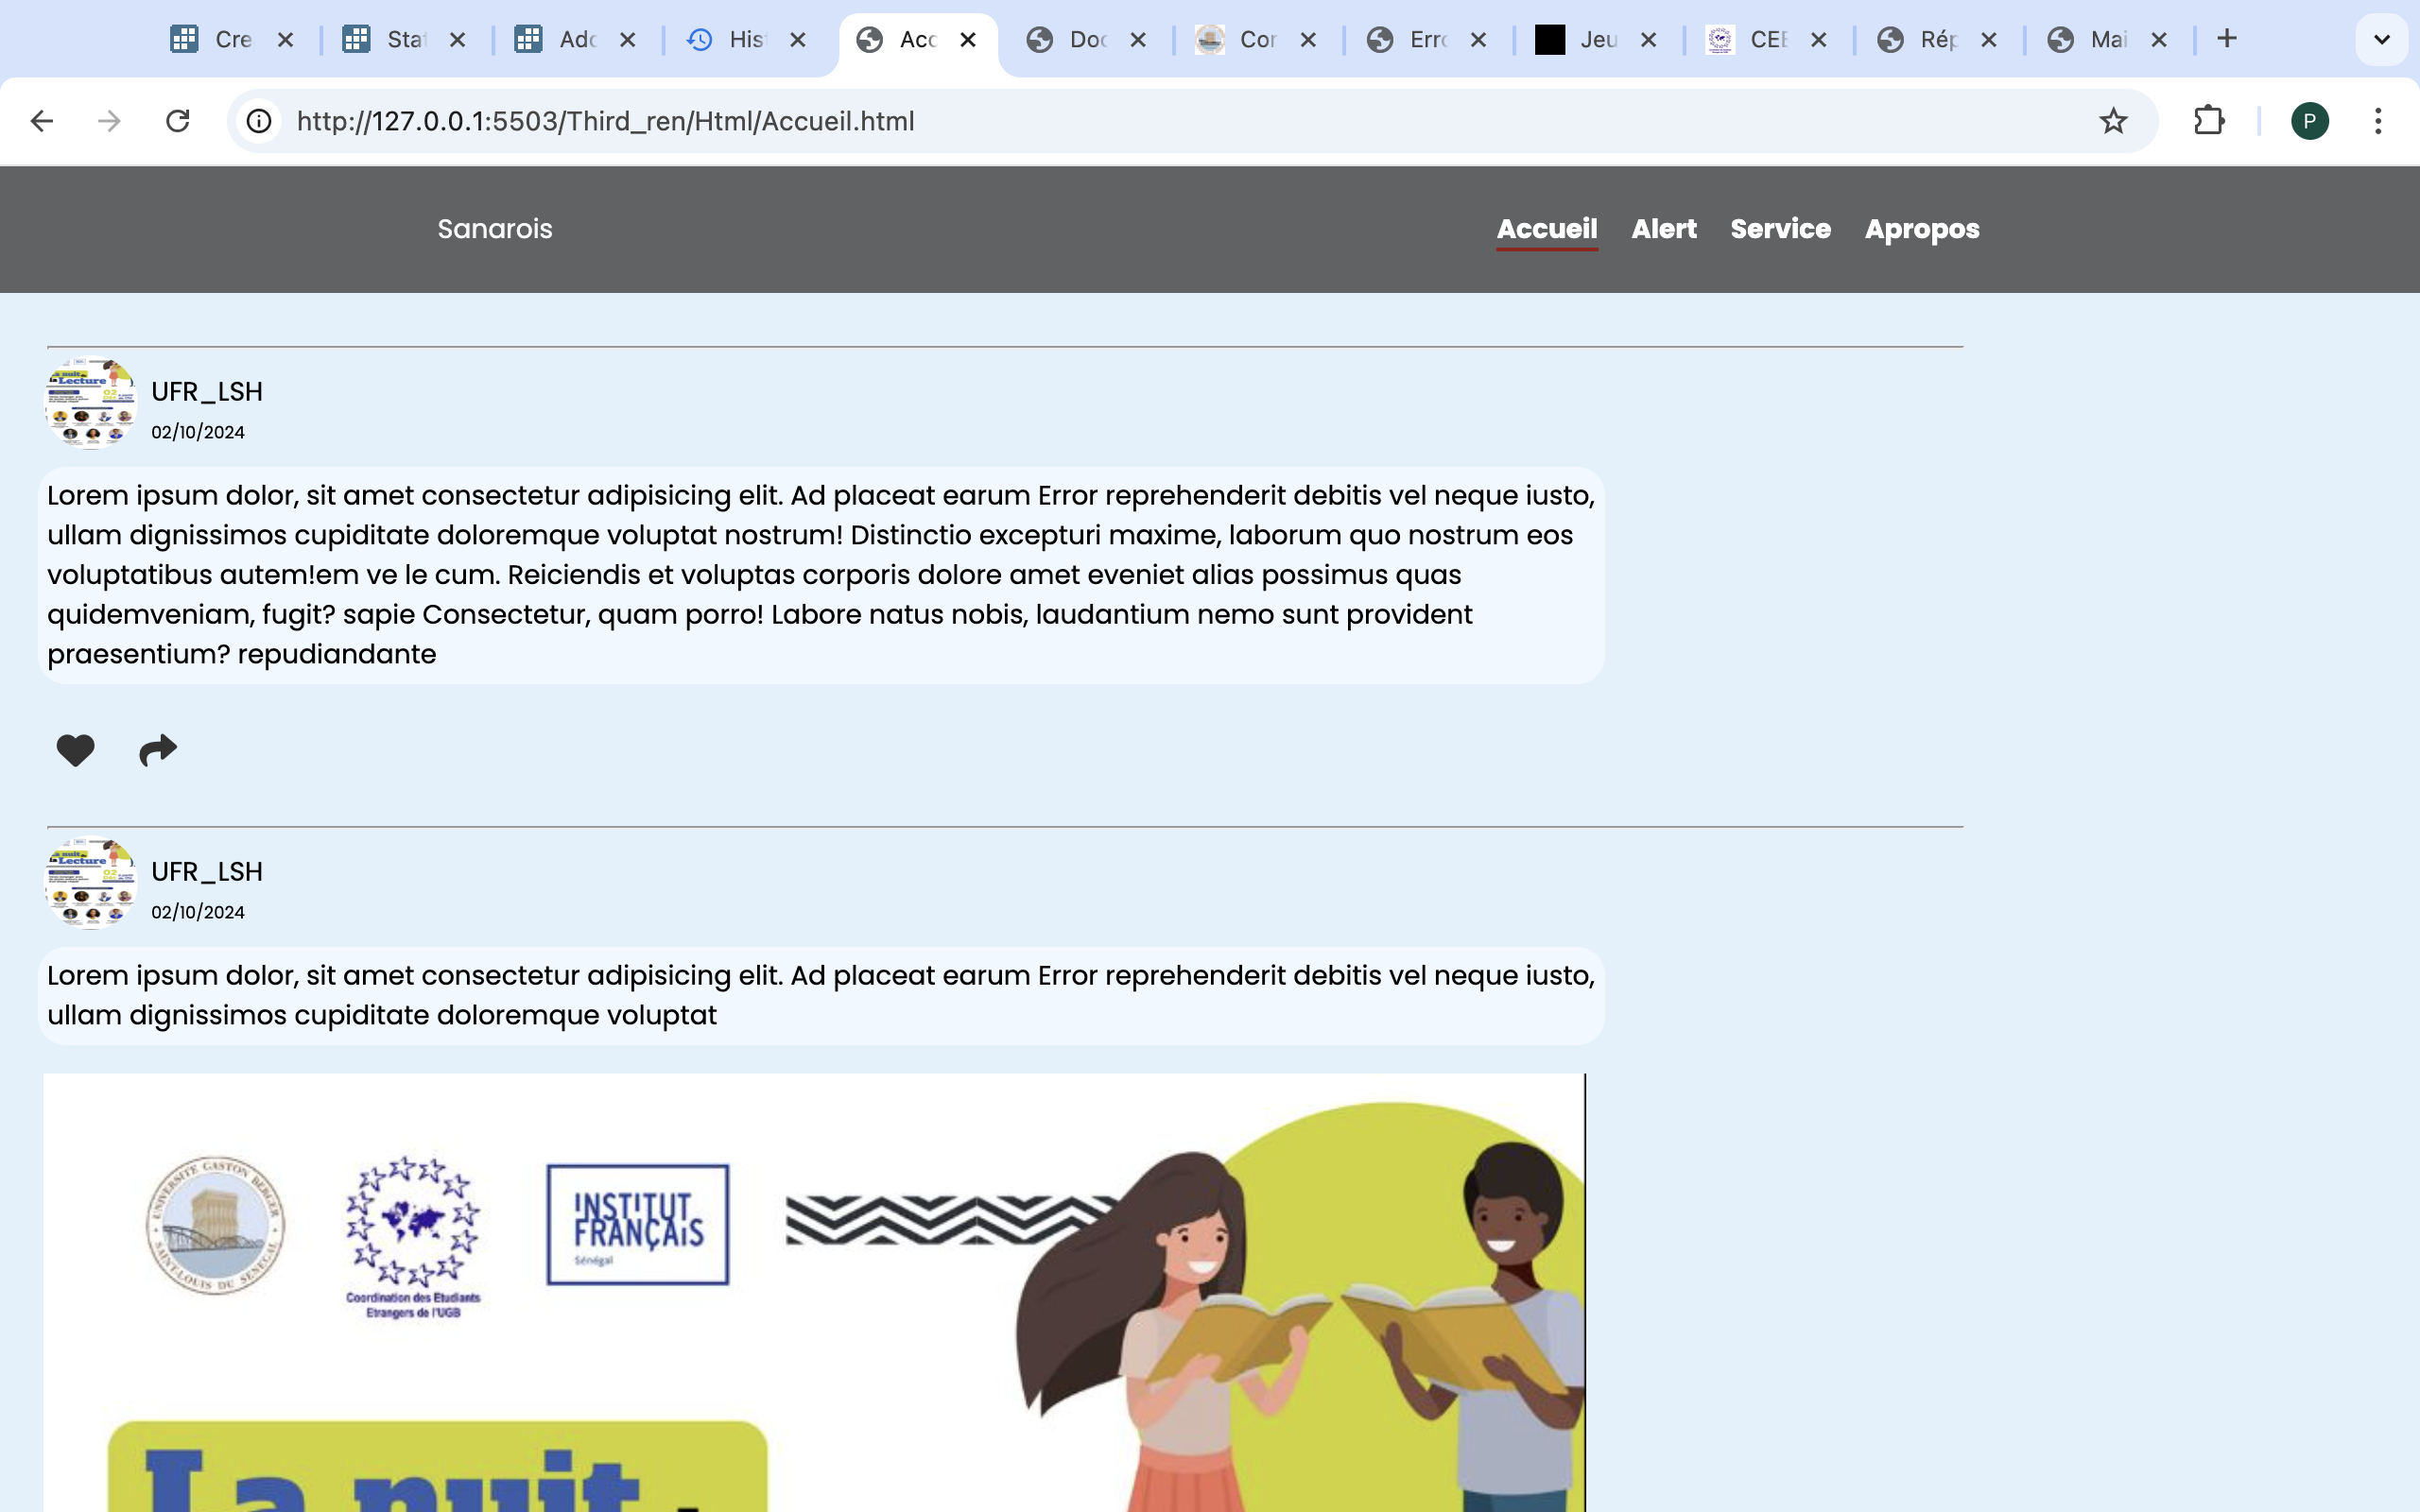 Cre
Stat
Adc
His
Acc
Doc
Cor
Erro
Jeu
CEE
Rép
Mai
http://127.0.0.1:5503/Third_ren/Html/Accueil.html
P
Sanarois
Accueil Alert Service Apropos
UFR_LSH
02/10/2024
Lorem ipsum dolor, sit amet consectetur adipisicing elit. Ad placeat earum Error reprehenderit debitis vel neque iusto,
ullam dignissimos cupiditate doloremque voluptat nostrum! Distinctio excepturi maxime, laborum quo nostrum eos
voluptatibus autem!em ve le cum. Reiciendis et voluptas corporis dolore amet eveniet alias possimus quas
quidemveniam, fugit? sapie Consectetur, quam porro! Labore natus nobis, laudantium nemo sunt provident
praesentium? repudiandante
UFR_LSH
02/10/2024
Lorem ipsum dolor, sit amet consectetur adipisicing elit. Ad placeat earum Error reprehenderit debitis vel neque iusto,
ullam dignissimos cupiditate doloremque voluptat
UNIVERSITÉ GASTON BERGER
SAINT-LOUIS DU SENEGAL
Coordination des Etudiants
Etrangers de l'UGB
INSTITUT
FRANÇAIS
Sénégal
La nuit